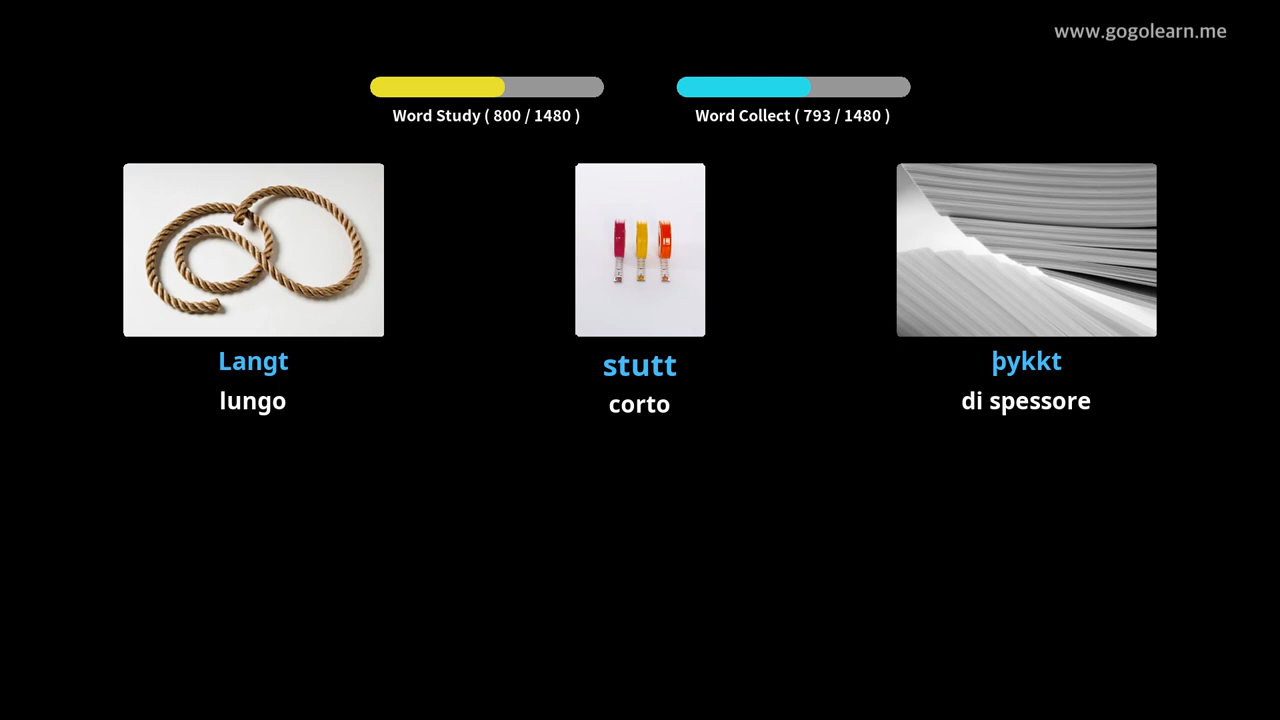 www.gogolearn.me
Word Study ( 800 / 1480 )
Word Collect ( 793 / 1480 )
Langt
lungo
stutt
corto
þykkt
di spessore